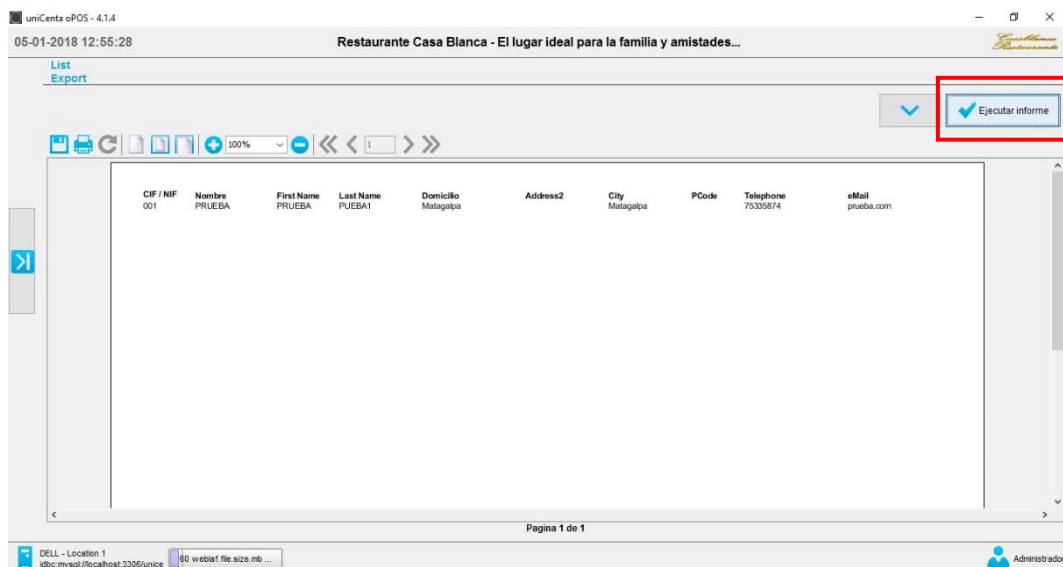 uniCenta oPOS - 4.1.4
05-01-2018 12:55:28 Restaurante Casa Blanca - El lugar ideal para la familia y amistades... Casablanca
Restaurante
List
Export
Ejecutar informe
100% 1
CIF / NIF Nombre First Name Last Name Domicilio Address2 City PCode Telephone eMail
001 PRUEBA PRUEBA PUEBA1 Matagalpa Matagalpa 75335874 prueba.com
Pagina 1 de 1
DELL - Location 1
jdbc:mysql://localhost:3306/unice 60 weblaf.file.size.mb ... Administrador